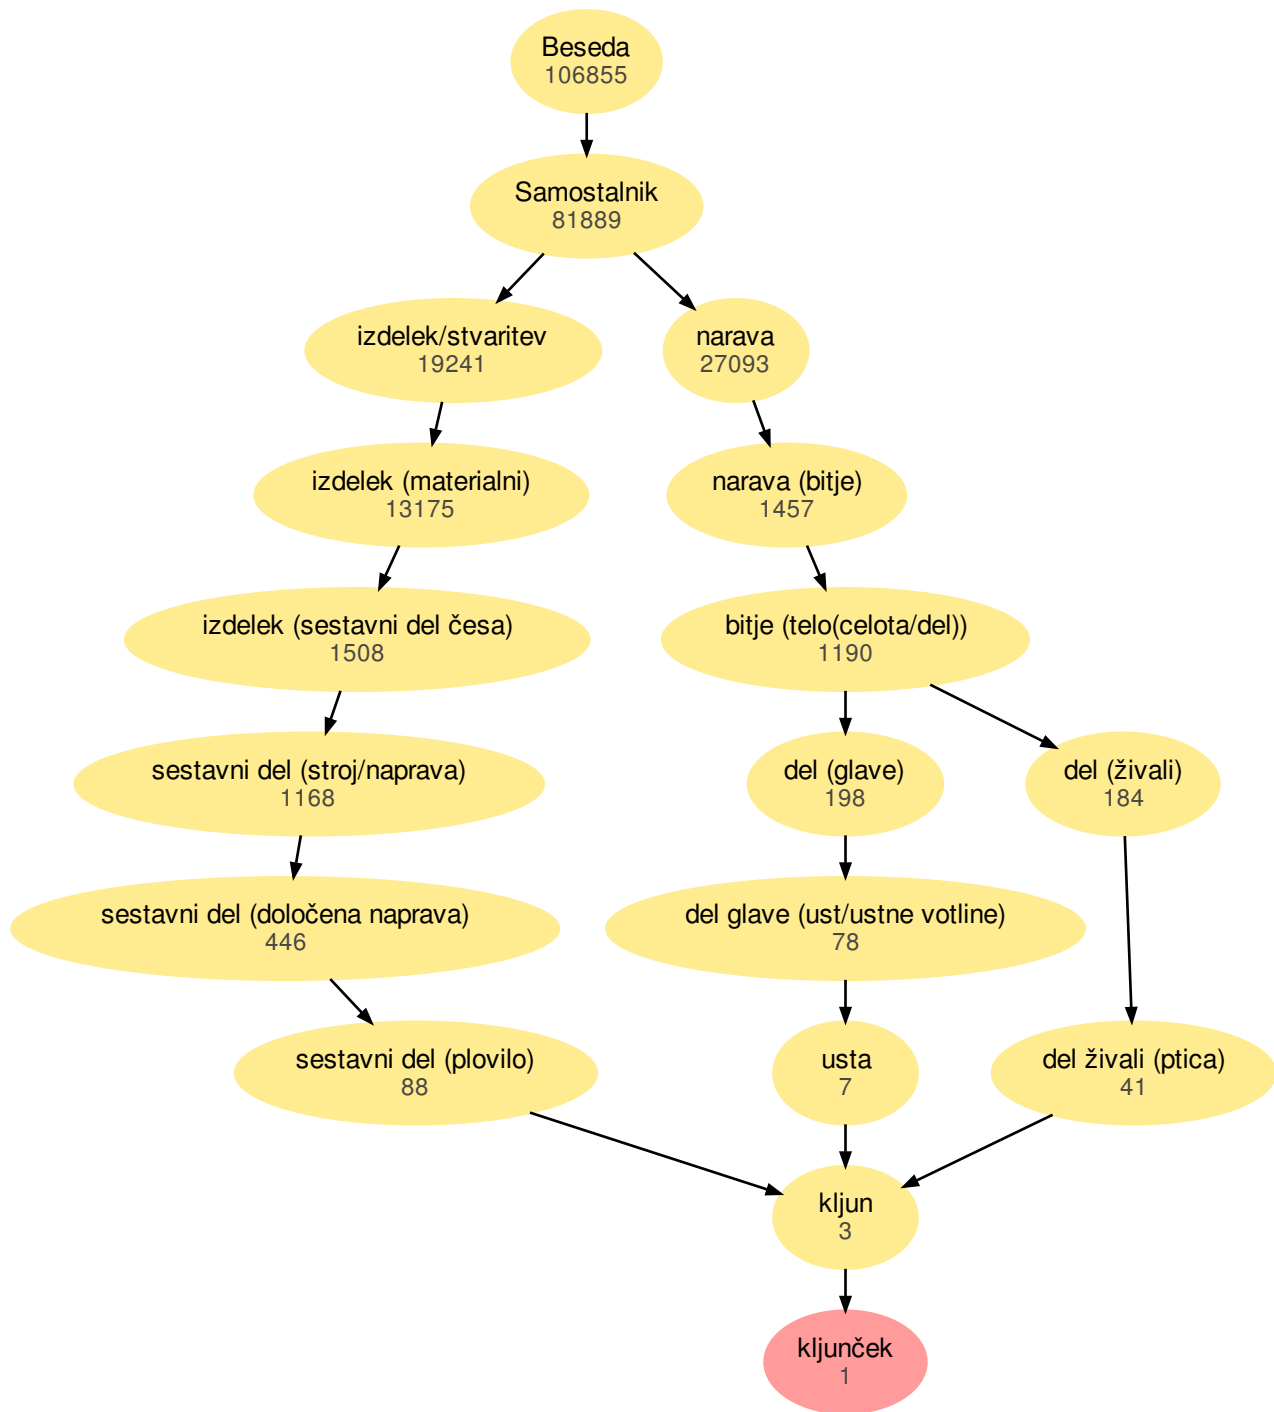 Beseda
106855
Samostalnik
81889
izdelek/stvaritev
19241
narava
27093
izdelek (materialni)
13175
narava (bitje)
1457
izdelek (sestavni del česa)
1508
bitje (telo(celota/del))
1190
sestavni del (stroj/naprava)
1168
del (glave)
198
del (živali)
184
sestavni del (določena naprava)
446
del glave (ust/ustne votline)
78
sestavni del (plovilo)
88
usta
7
del živali (ptica)
41
kljun
3
kljunček
1